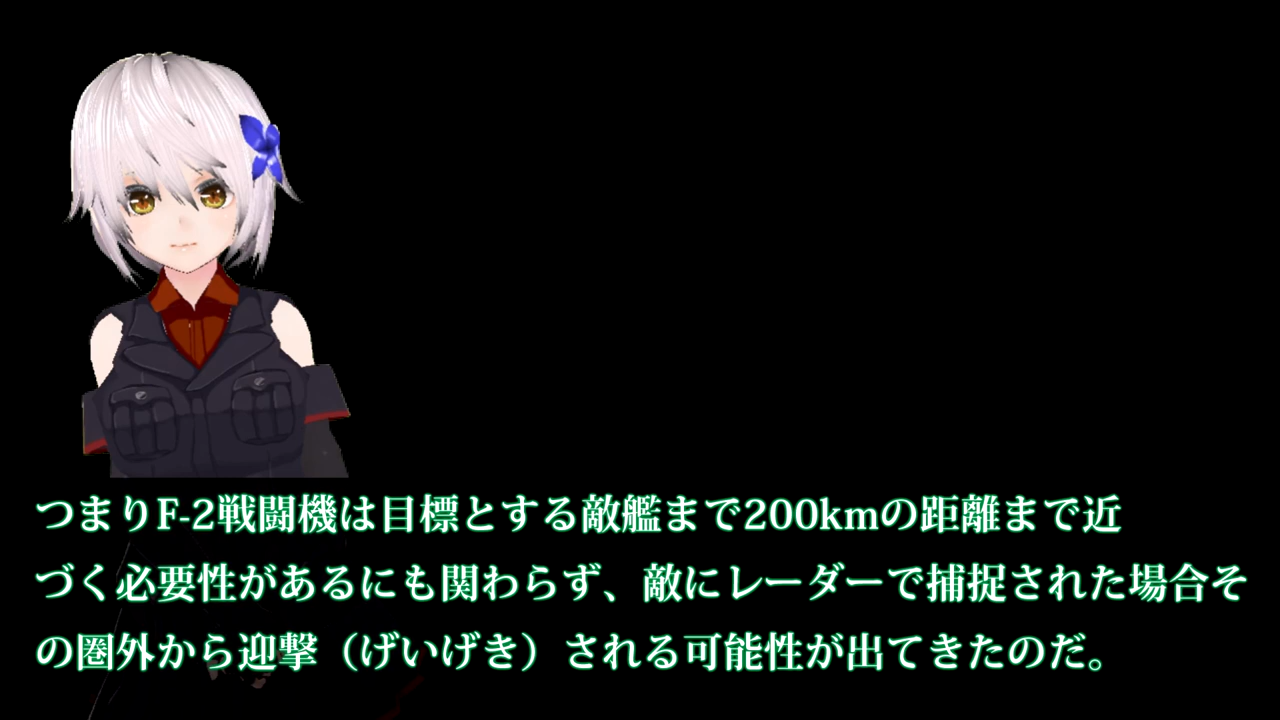 つまりF-2戦闘機は目標とする敵艦まで200kmの距離まで近
づく必要性があるにも関わらず、敵にレーダーで捕捉された場合そ
の圏外から迎撃（げいげき）される可能性が出てきたのだ。